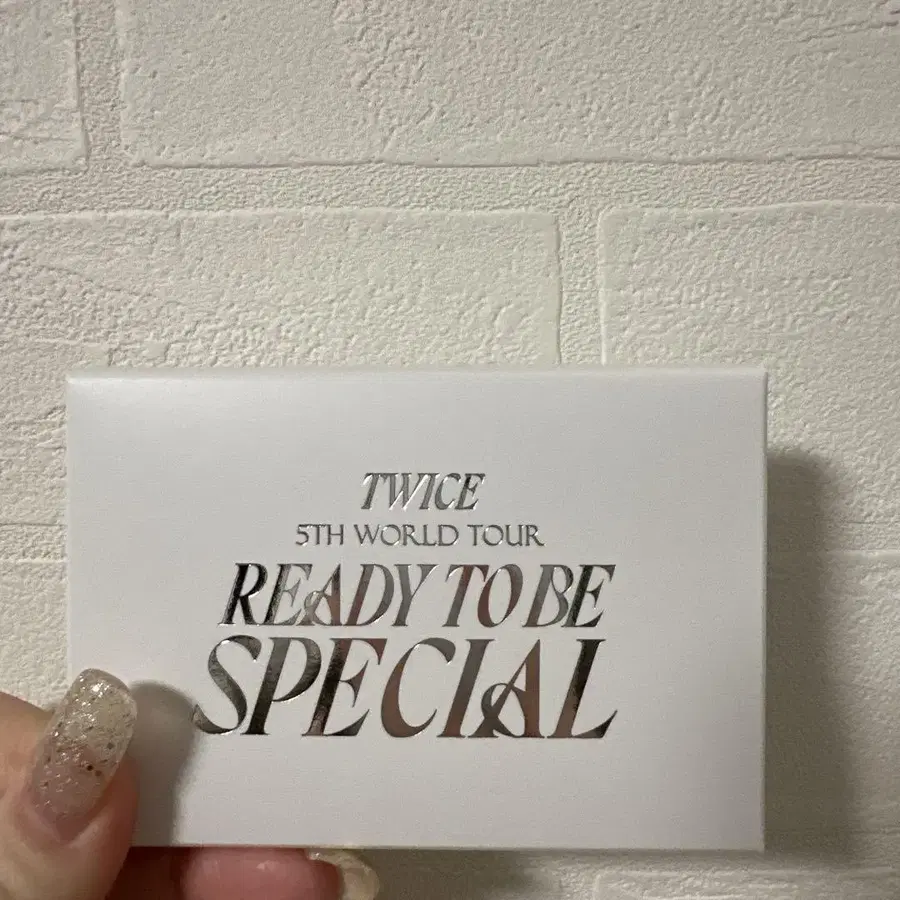 TWICE
5TH WORLD TOUR
READY TO BE
SPECIAL